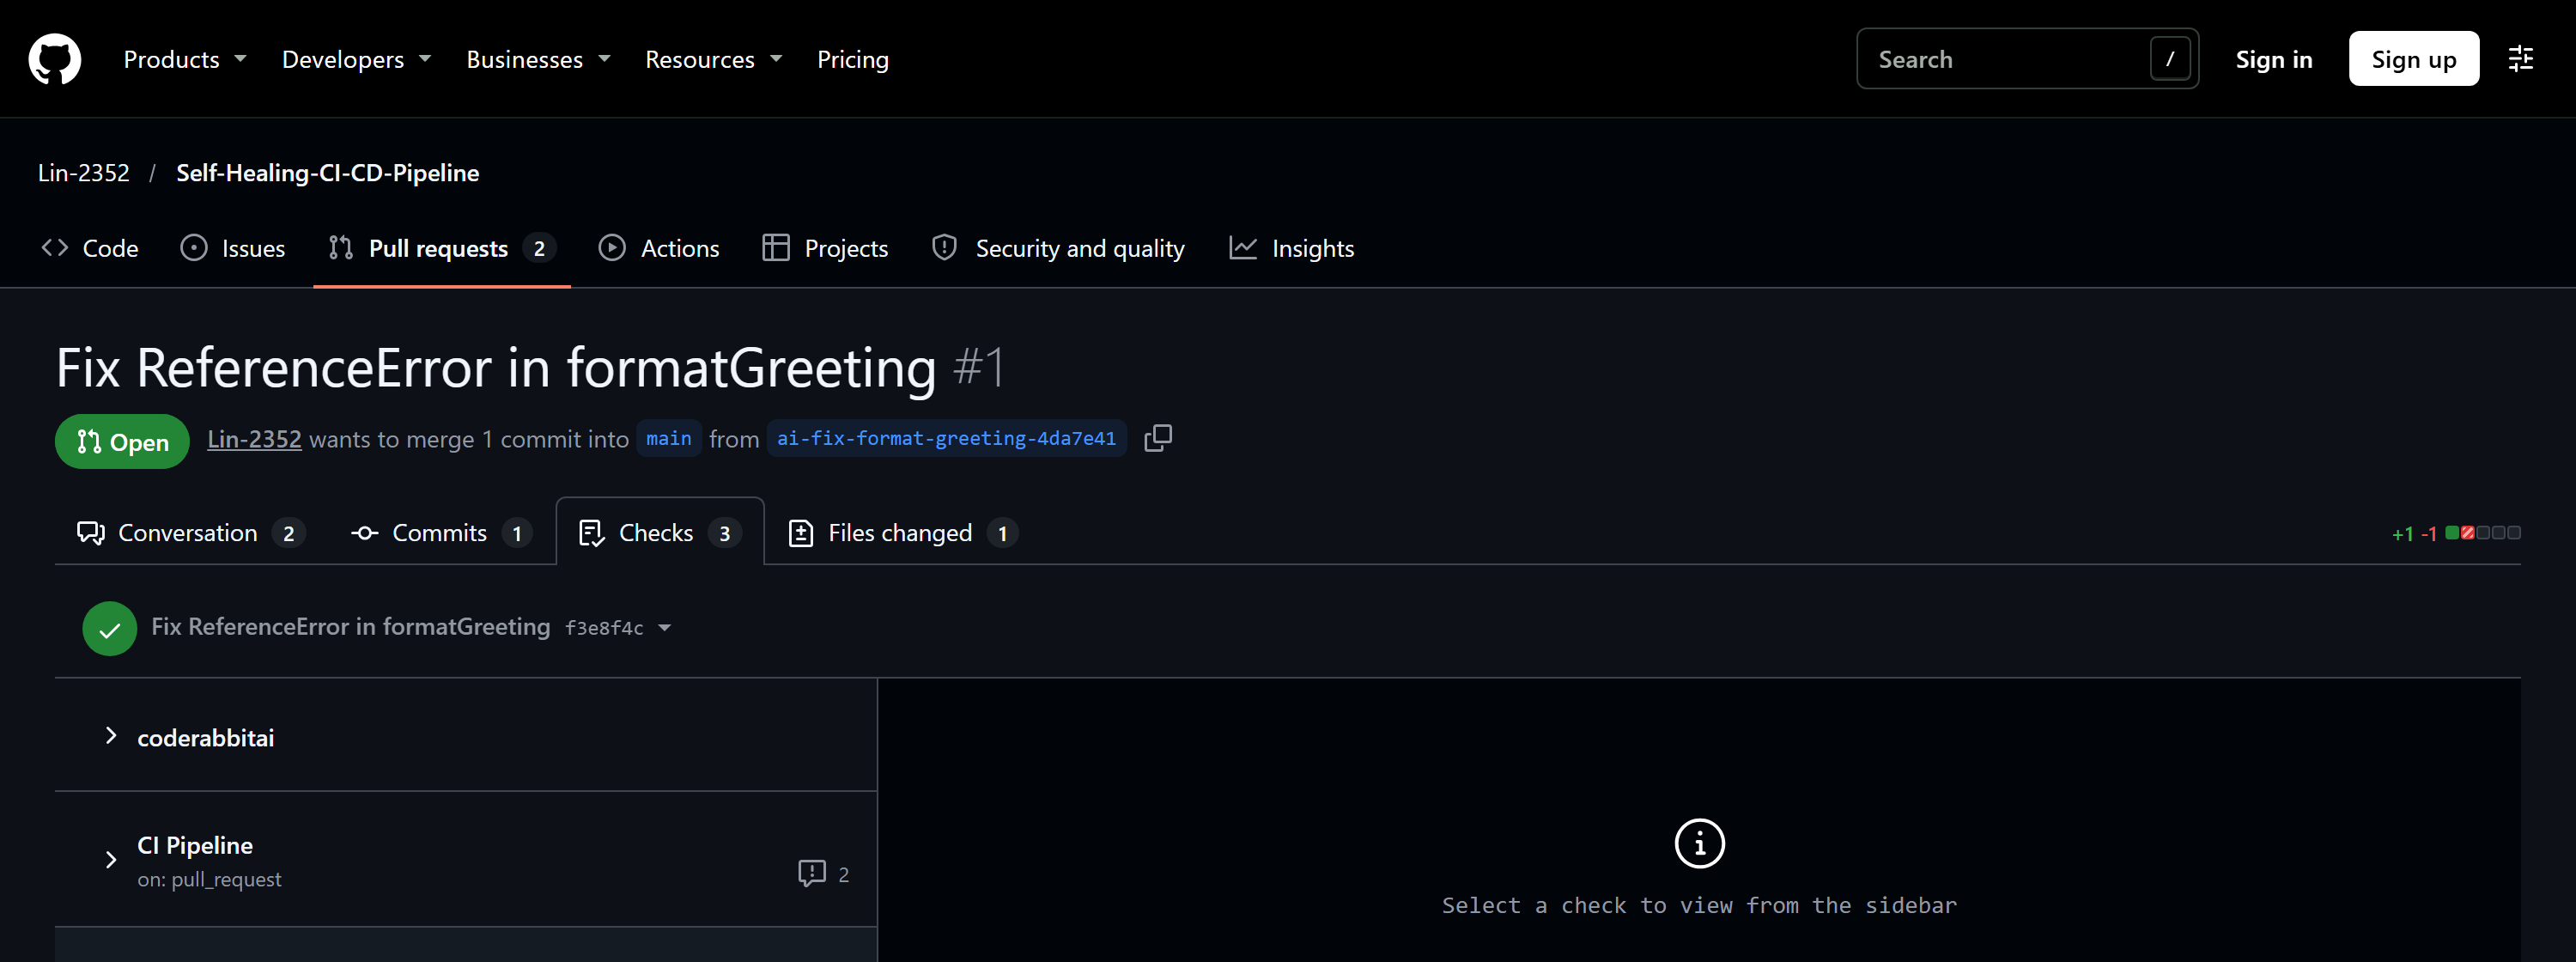 Products Developers Businesses Resources Pricing Search / Sign in Sign up
Lin-2352 / Self-Healing-CI-CD-Pipeline
Code Issues Pull requests 2 Actions Projects Security and quality Insights
Fix ReferenceError in formatGreeting #1
Open Lin-2352 wants to merge 1 commit into main from ai-fix-format-greeting-4da7e41
Conversation 2 Commits 1 Checks 3 Files changed 1 +1 -1
Fix ReferenceError in formatGreeting f3e8f4c
coderabbitai
CI Pipeline
on: pull_request
2
Select a check to view from the sidebar